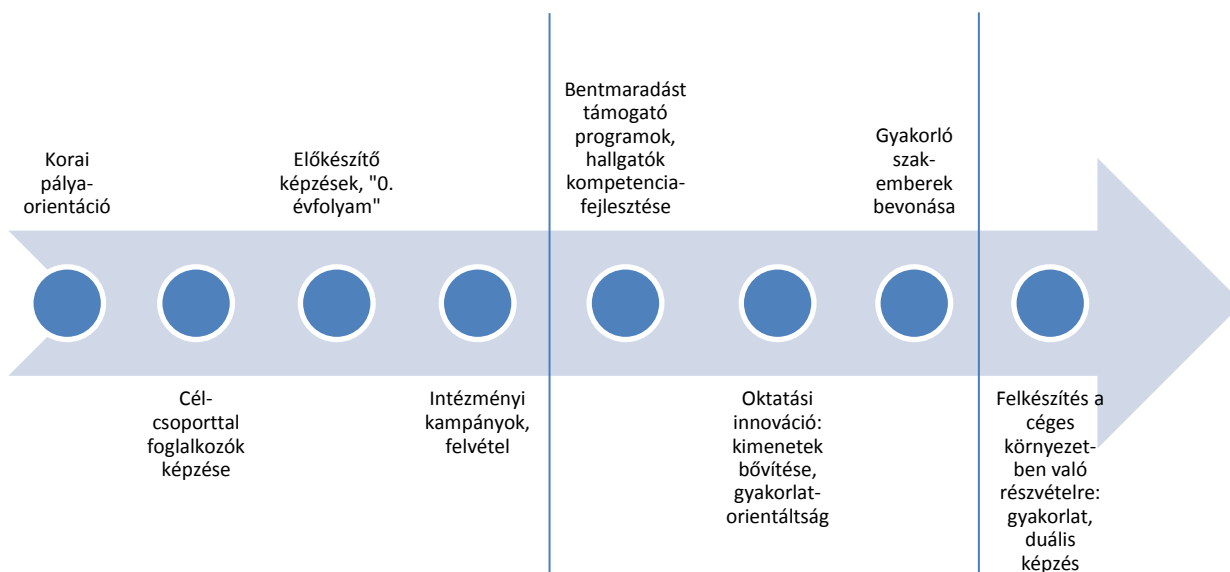 Korai
pálya-
orientáció
Cél-
csoporttal
foglalkozók
képzése
Előkészítő
képzések, "0.
évfolyam"
Intézményi
kampányok,
felvétel
Bentmaradást
támogató
programok,
hallgatók
kompetencia-
fejlesztése
Oktatási
innováció:
kimenetek
bővítése,
gyakorlat-
orientáltság
Gyakorló
szak-
emberek
bevonása
Felkészítés a
céges
környezet-
ben való
részvételre:
gyakorlat,
duális
képzés